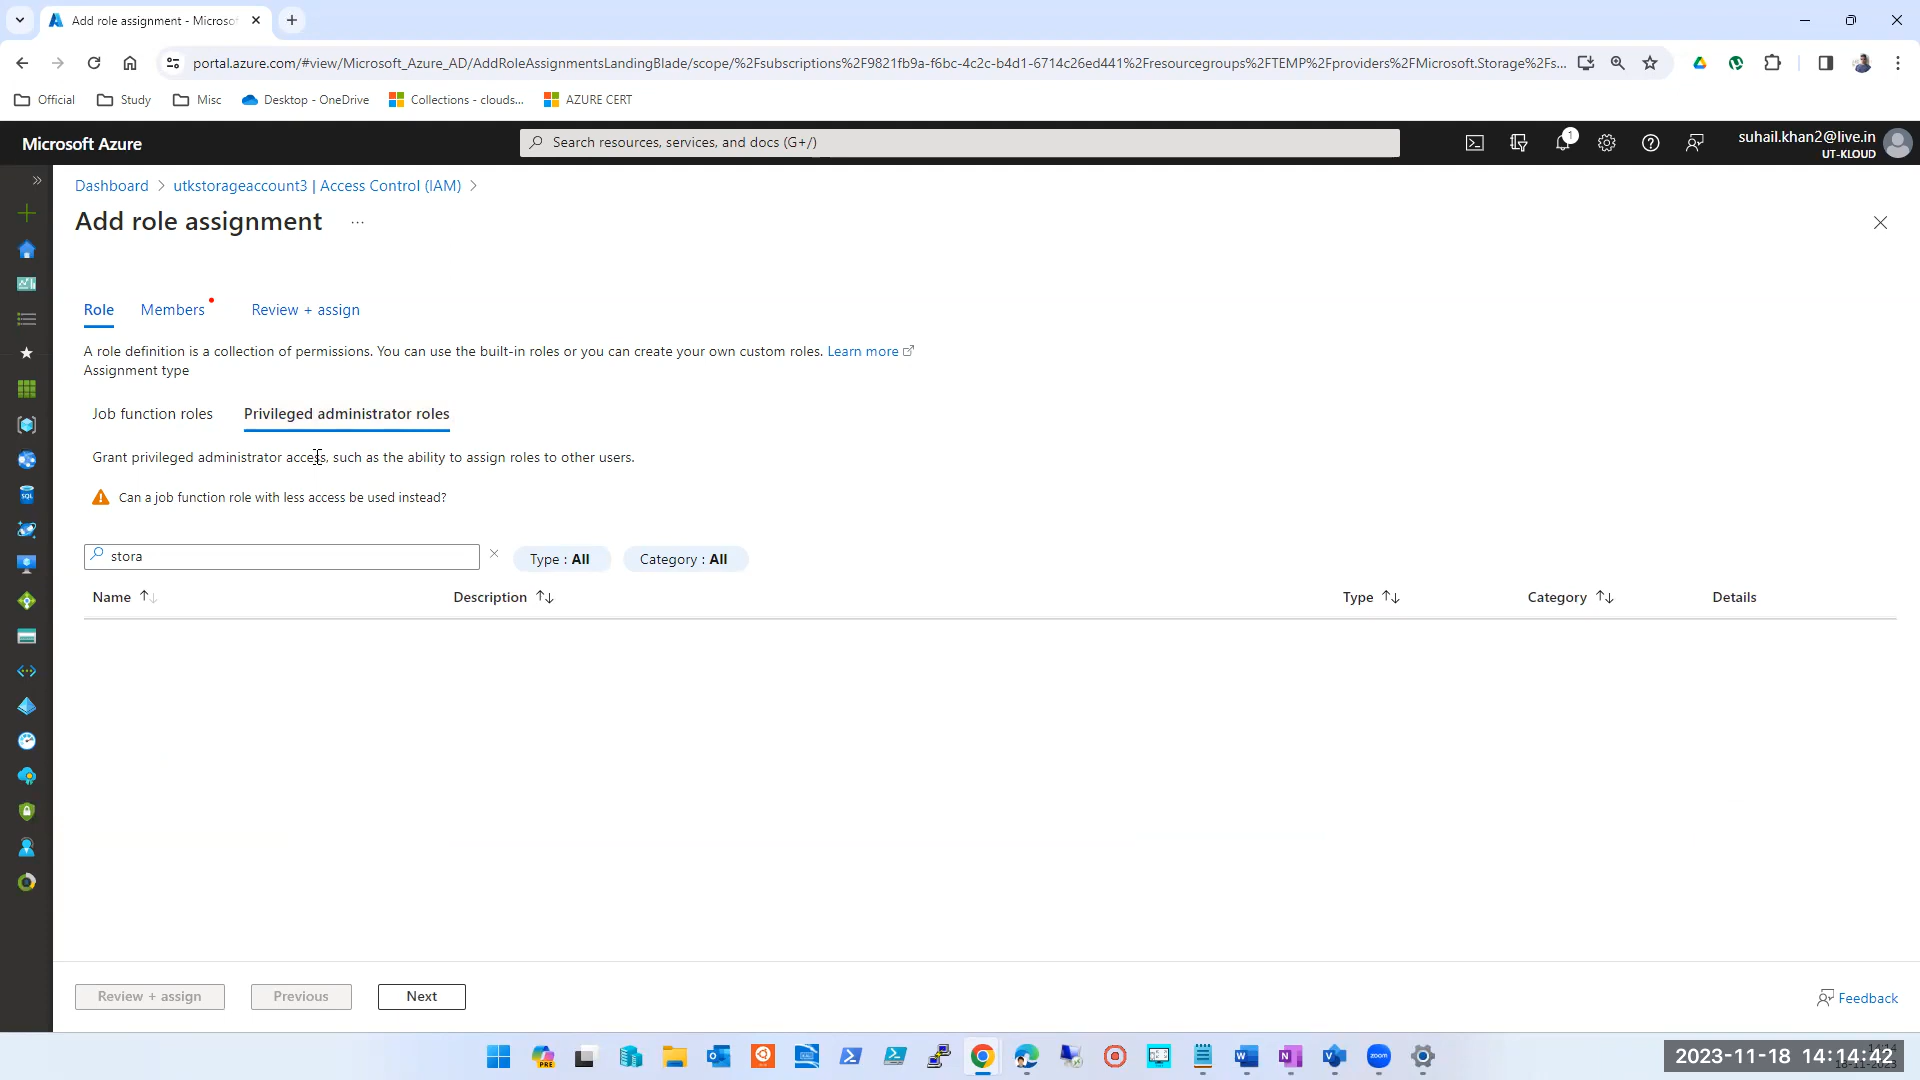 Add role assignment - Microso
portal.azure.com/#view/Microsoft_Azure_AD/AddRoleAssignmentsLandingBlade/scope/%2Fsubscriptions%2F9821fb9a-f6bc-4c2c-b4d1-6714c26ed441%2Fresourcegroups%2FTEMP%2Fproviders%2FMicrosoft.Storage%2Fs...
Official Study Misc Desktop - OneDrive Collections - clouds... AZURE CERT
Microsoft Azure
Search resources, services, and docs (G+/)
1
suhail.khan2@live.in
UT-KLOUD
Dashboard > utkstorageaccount3 | Access Control (IAM) >
Add role assignment ...
Role Members Review + assign
A role definition is a collection of permissions. You can use the built-in roles or you can create your own custom roles. Learn more
Assignment type
Job function roles Privileged administrator roles
Grant privileged administrator access, such as the ability to assign roles to other users.
Can a job function role with less access be used instead?
stora
Type : All Category : All
Name Description Type Category Details
Review + assign Previous Next
Feedback
2023-11-18 14:14:42